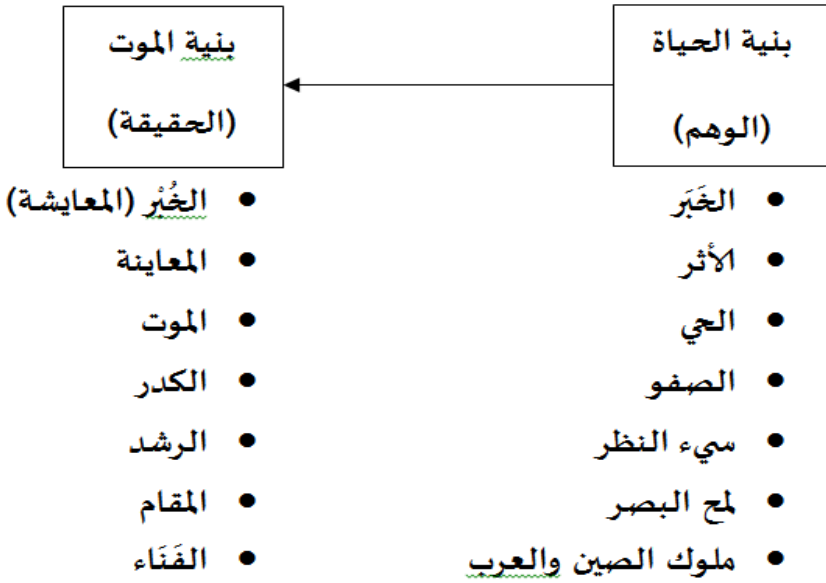 بنية الحياة
(الوهم)
بنية الموت
(الحقيقة)
• الخَبَر
• الأثر
• الحي
• الصفو
• سيء النظر
• لمح البصر
• ملوك الصين والعرب
• الخُبْر (المعايشة)
• المعاينة
• الموت
• الكدر
• الرشد
• المقام
• الفَنَاء